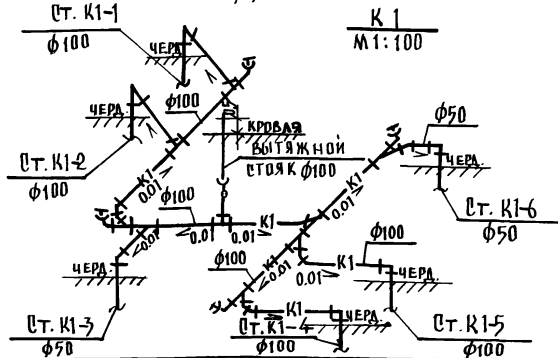 Ст. К1-1
ф100
К 1
М1:100
ЧЕРД.
ЧЕРД.
ф100
КРОВЛЯ
ВЫТЯЖНОЙ
СТОЯК ф100
ф50
ЧЕРД.
Ст. К1-2
ф100
К1
0.01
К1
0.01
Ст. К1-6
ф50
ф100
0.01
0.01
К1
0.01
ф100
К1
0.01
К1
0.01
ф100
ЧЕРД.
ЧЕРД.
К1
ЧЕРД.
Ст. К1-3
ф50
Ст. К1-4
ф100
Ст. К1-5
ф100